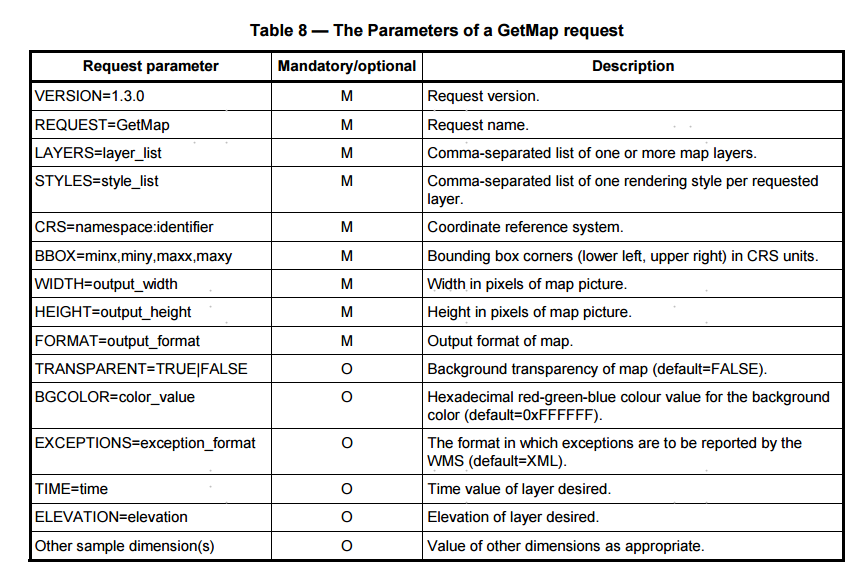 Table 8 — The Parameters of a GetMap request
Request parameter Mandatory/optional Description
VERSION=1.3.0 M Request version.
REQUEST=GetMap M Request name.
LAYERS=layer_list M Comma-separated list of one or more map layers.
STYLES=style_list M Comma-separated list of one rendering style per requested
layer.
CRS=namespace:identifier M Coordinate reference system.
BBOX=minx,miny,maxx,maxy M Bounding box corners (lower left, upper right) in CRS units.
WIDTH=output_width M Width in pixels of map picture.
HEIGHT=output_height M Height in pixels of map picture.
FORMAT=output_format M Output format of map.
TRANSPARENT=TRUE|FALSE O Background transparency of map (default=FALSE).
BGCOLOR=color_value O Hexadecimal red-green-blue colour value for the background
color (default=0xFFFFFF).
EXCEPTIONS=exception_format O The format in which exceptions are to be reported by the
WMS (default=XML).
TIME=time O Time value of layer desired.
ELEVATION=elevation O Elevation of layer desired.
Other sample dimension(s) O Value of other dimensions as appropriate.